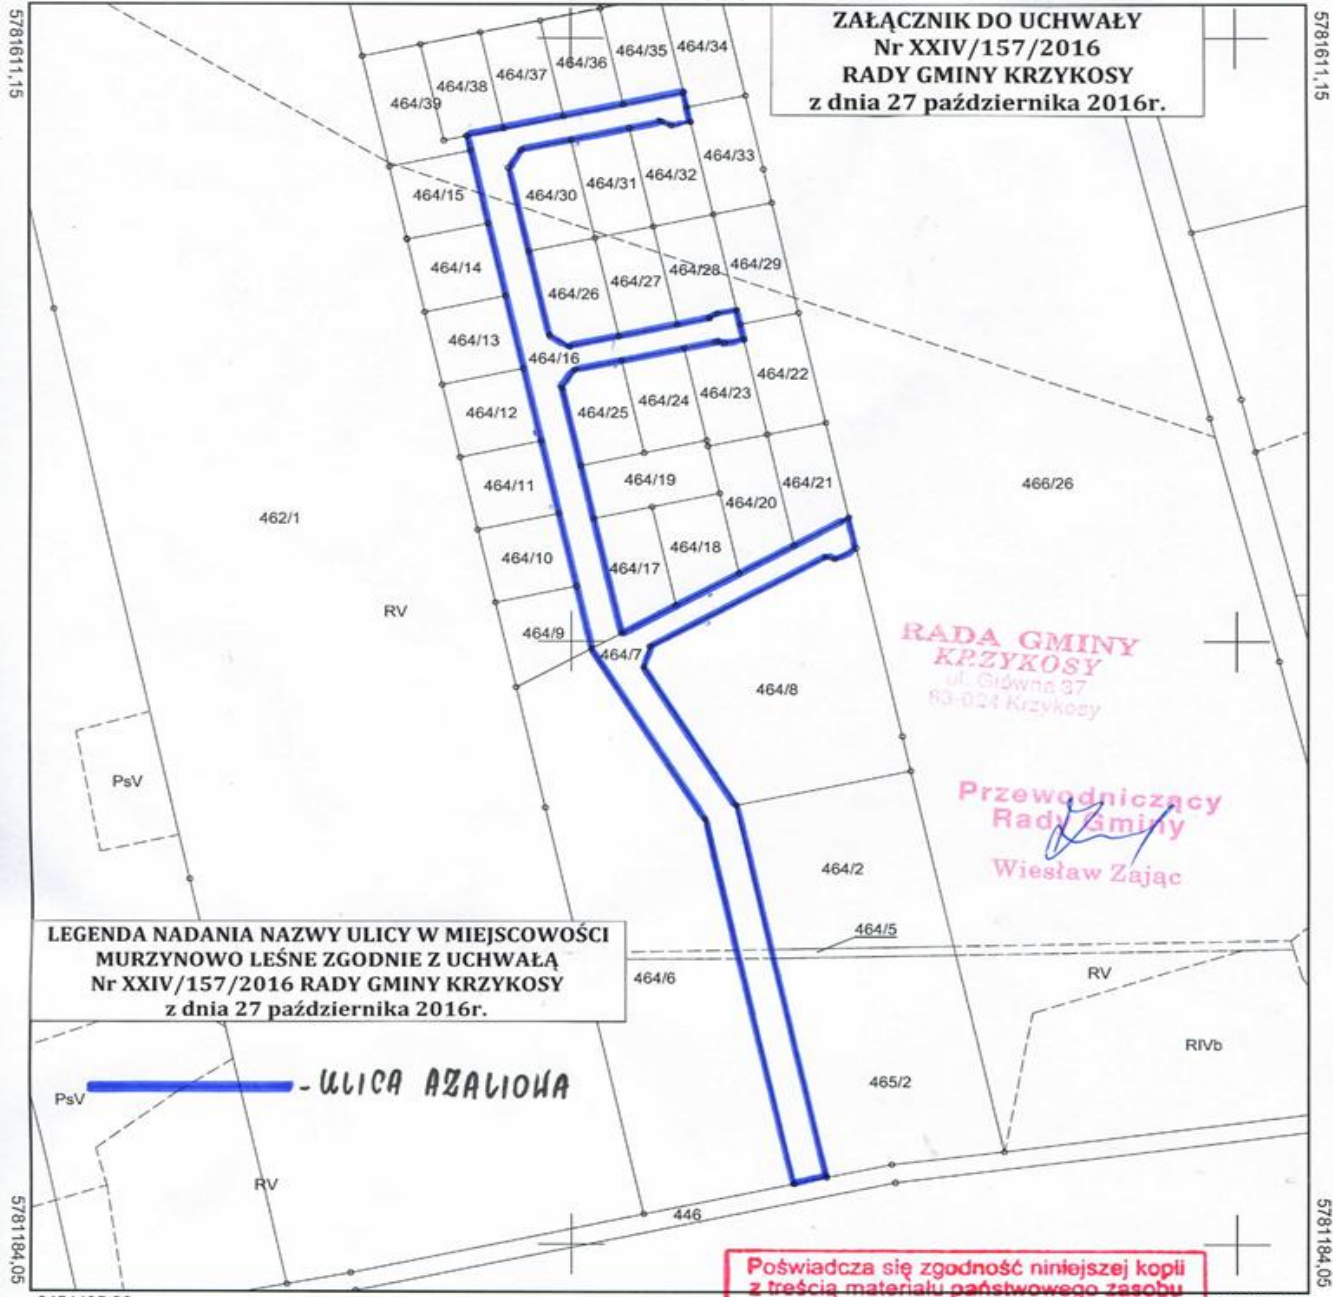 5781611,15
5781611,15
ZAŁĄCZNIK DO UCHWAŁY
Nr XXIV/157/2016
RADY GMINY KRZYKOSY
z dnia 27 października 2016r.
464/39
464/38
464/37
464/36
464/35
464/34
464/33
464/32
464/31
464/30
464/15
464/14
464/26
464/27
464/28
464/29
464/13
464/16
464/12
464/25
464/24
464/23
464/22
464/11
464/19
464/20
464/21
466/26
462/1
464/10
464/17
464/18
RV
464/9
464/7
464/8
RADA GMINY
KRZYKOSY
ul. Główna 37
63-024 Krzykosy
PsV
Przewodniczący
Rady Gminy
Wiesław Zając
464/2
464/5
LEGENDA NADANIA NAZWY ULICY W MIEJSCOWOŚCI
MURZYNOWO LEŚNE ZGODNIE Z UCHWAŁĄ
Nr XXIV/157/2016 RADY GMINY KRZYKOSY
z dnia 27 października 2016r.
464/6
RV
RIVb
PsV
- ULICA AZALIOWA
465/2
RV
446
5781184,05
5781184,05
Poświadcza się zgodność niniejszej kopii
z treścią materiału państwowego zasobu